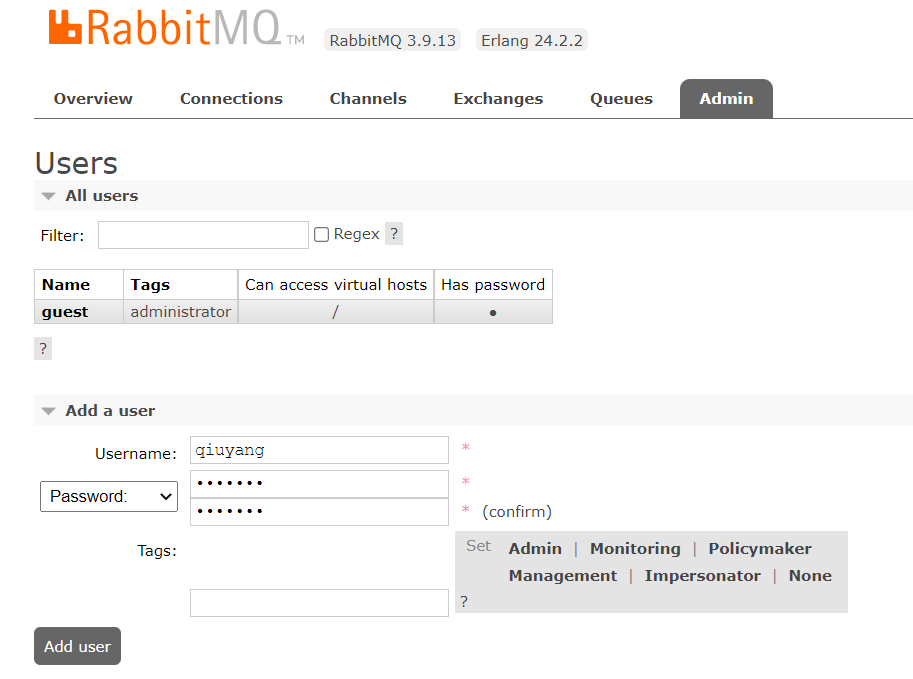 RabbitMQ TM RabbitMQ 3.9.13 Erlang 24.2.2
Overview Connections Channels Exchanges Queues Admin
Users
All users
Filter: Regex ?
Name Tags Can access virtual hosts Has password
guest administrator / ●
?
Add a user
Username: qiuyang *
Password: ••••••• *
••••••• * (confirm)
Tags:
Set Admin | Monitoring | Policymaker
Management | Impersonator | None
?
Add user